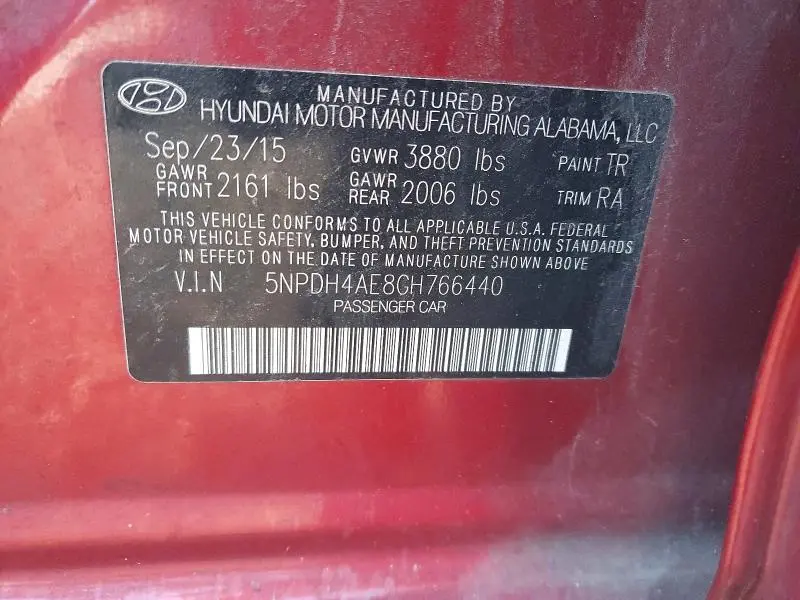 MANUFACTURED BY
HYUNDAI MOTOR MANUFACTURING ALABAMA, LLC
Sep/23/15 GVWR 3880 lbs PAINT TR
GAWR FRONT 2161 lbs GAWR REAR 2006 lbs TRIM RA
THIS VEHICLE CONFORMS TO ALL APPLICABLE U.S.A. FEDERAL
MOTOR VEHICLE SAFETY, BUMPER, AND THEFT PREVENTION STANDARDS
IN EFFECT ON THE DATE OF MANUFACTURE SHOWN ABOVE
V.I.N 5NPDH4AE8GH766440
PASSENGER CAR